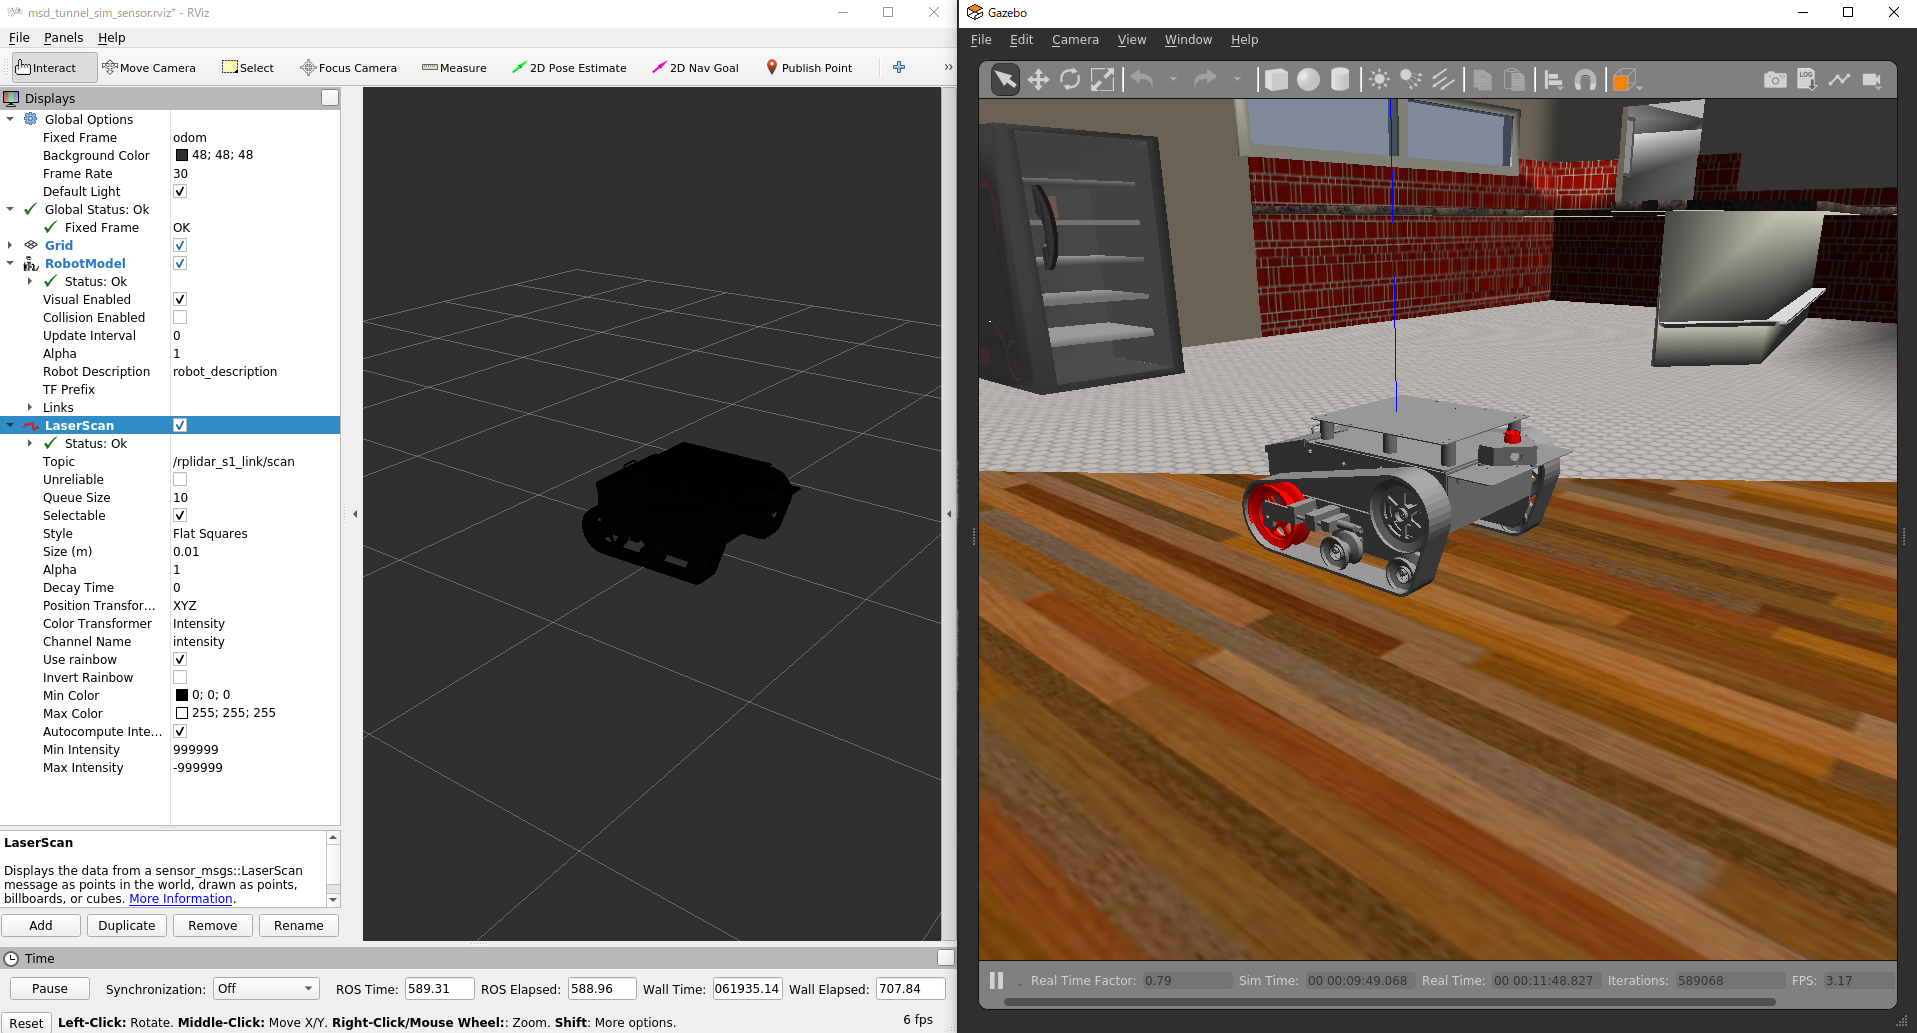 msd_tunnel_sim_sensor.rviz* - RViz
File Panels Help
Interact Move Camera Select Focus Camera Measure 2D Pose Estimate 2D Nav Goal Publish Point »
Displays
Global Options
Fixed Frame odom
Background Color 48; 48; 48
Frame Rate 30
Default Light
Global Status: Ok
Fixed Frame OK
Grid
RobotModel
Status: Ok
Visual Enabled
Collision Enabled
Update Interval 0
Alpha 1
Robot Description robot_description
TF Prefix
Links
LaserScan
Status: Ok
Topic /rplidar_s1_link/scan
Unreliable
Queue Size 10
Selectable
Style Flat Squares
Size (m) 0.01
Alpha 1
Decay Time 0
Position Transfor... XYZ
Color Transformer Intensity
Channel Name intensity
Use rainbow
Invert Rainbow
Min Color 0; 0; 0
Max Color 255; 255; 255
Autocompute Inte...
Min Intensity 999999
Max Intensity -999999
LaserScan
Displays the data from a sensor_msgs::LaserScan
message as points in the world, drawn as points,
billboards, or cubes. More Information.
Add Duplicate Remove Rename
Time
Pause Synchronization: Off ROS Time: 589.31 ROS Elapsed: 588.96 Wall Time: 061935.14 Wall Elapsed: 707.84
Reset Left-Click: Rotate. Middle-Click: Move X/Y. Right-Click/Mouse Wheel:: Zoom. Shift: More options. 6 fps
Gazebo
File Edit Camera View Window Help
LOG
Real Time Factor: 0.79 Sim Time: 00 00:09:49.068 Real Time: 00 00:11:48.827 Iterations: 589068 FPS: 3.17